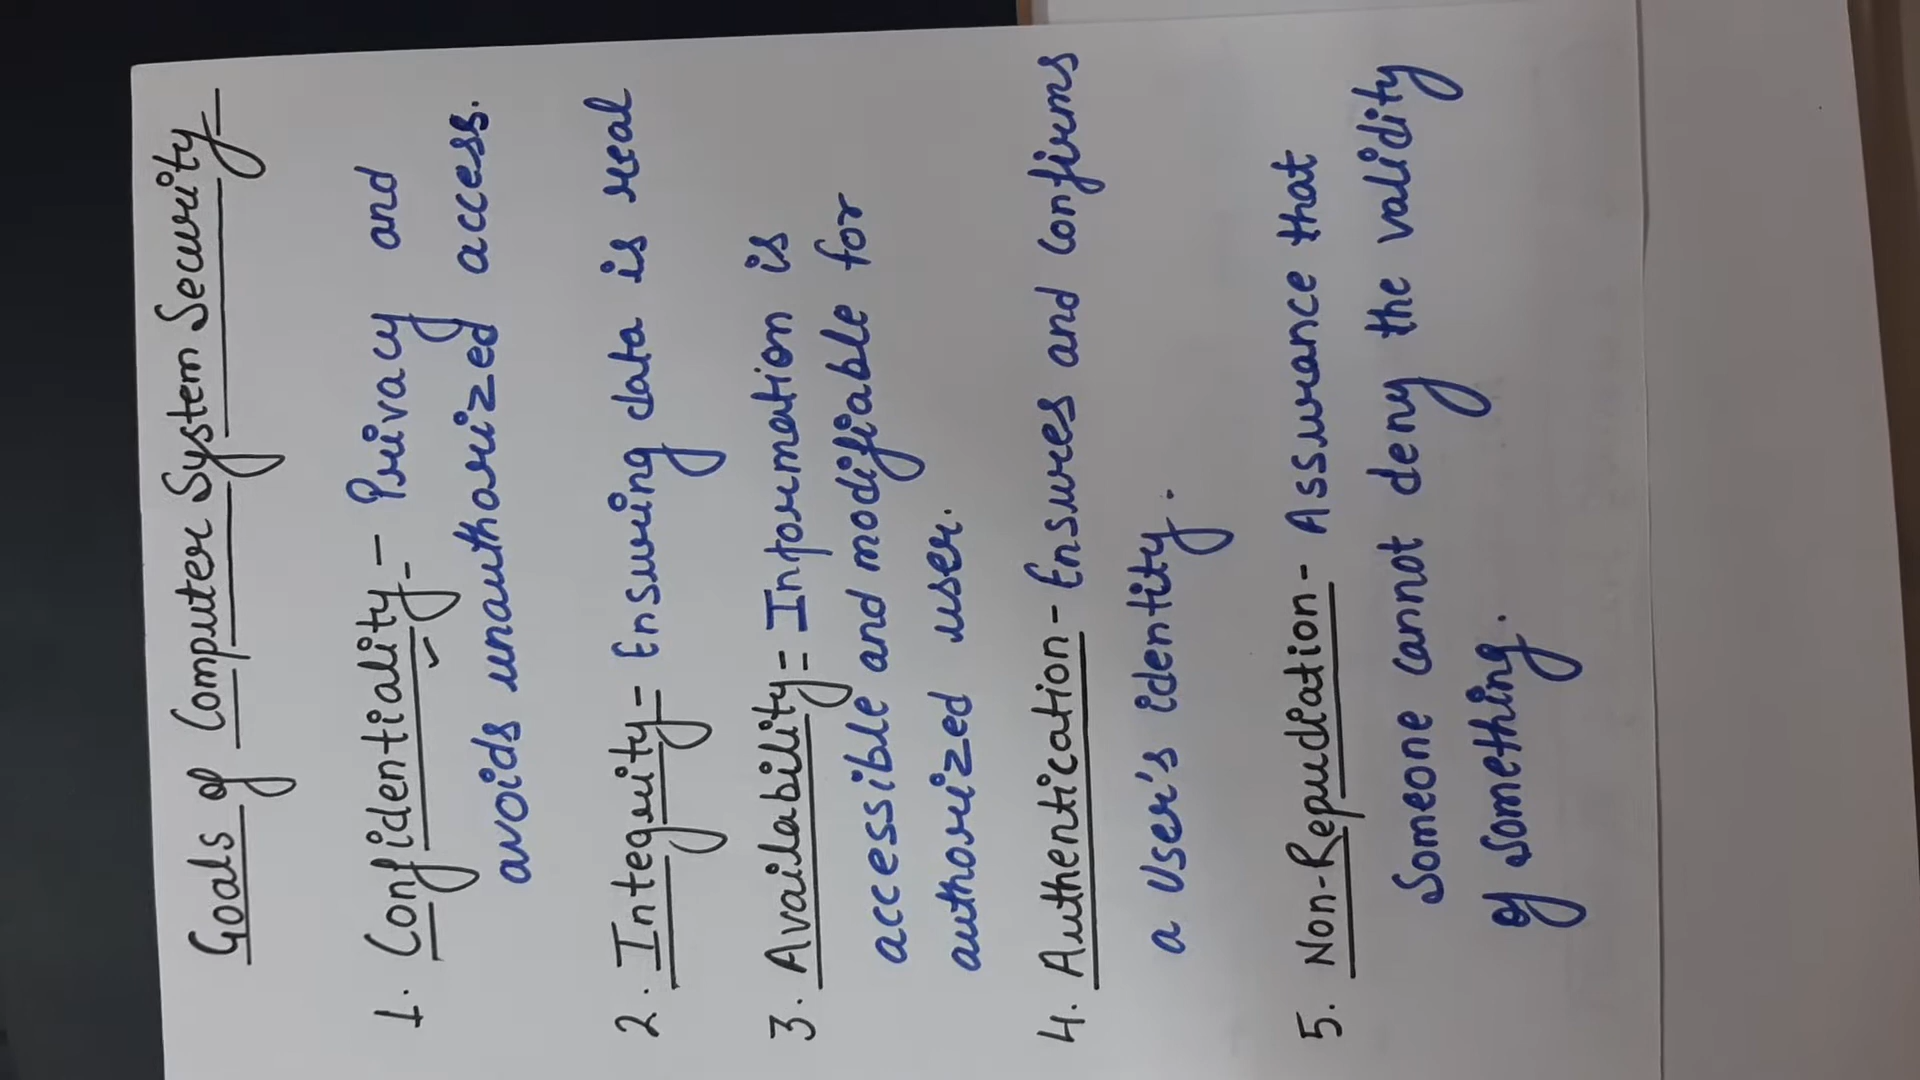 Goals of Computer System Security
1. Confidentiality - Privacy and
avoids unauthorized access.
2. Integrity = Ensuring data is real
3. Availability = Information is
accessible and modifiable for
authorized user.
4. Authentication - Ensures and confirms
a User's identity.
5. Non-Repudiation - Assurance that
Someone cannot deny the validity
of something.